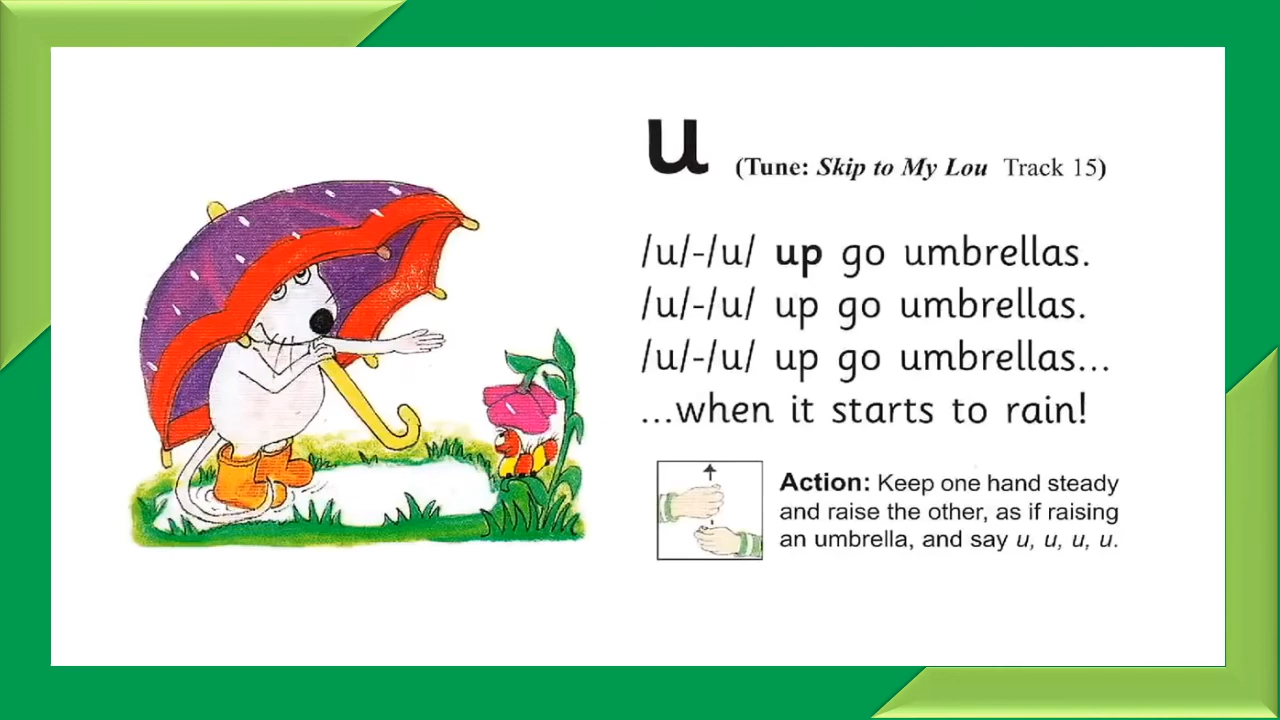 u
(Tune: Skip to My Lou Track 15)
/u/-/u/ up go umbrellas.
/u/-/u/ up go umbrellas.
/u/-/u/ up go umbrellas...
...when it starts to rain!
Action: Keep one hand steady
and raise the other, as if raising
an umbrella, and say u, u, u, u.